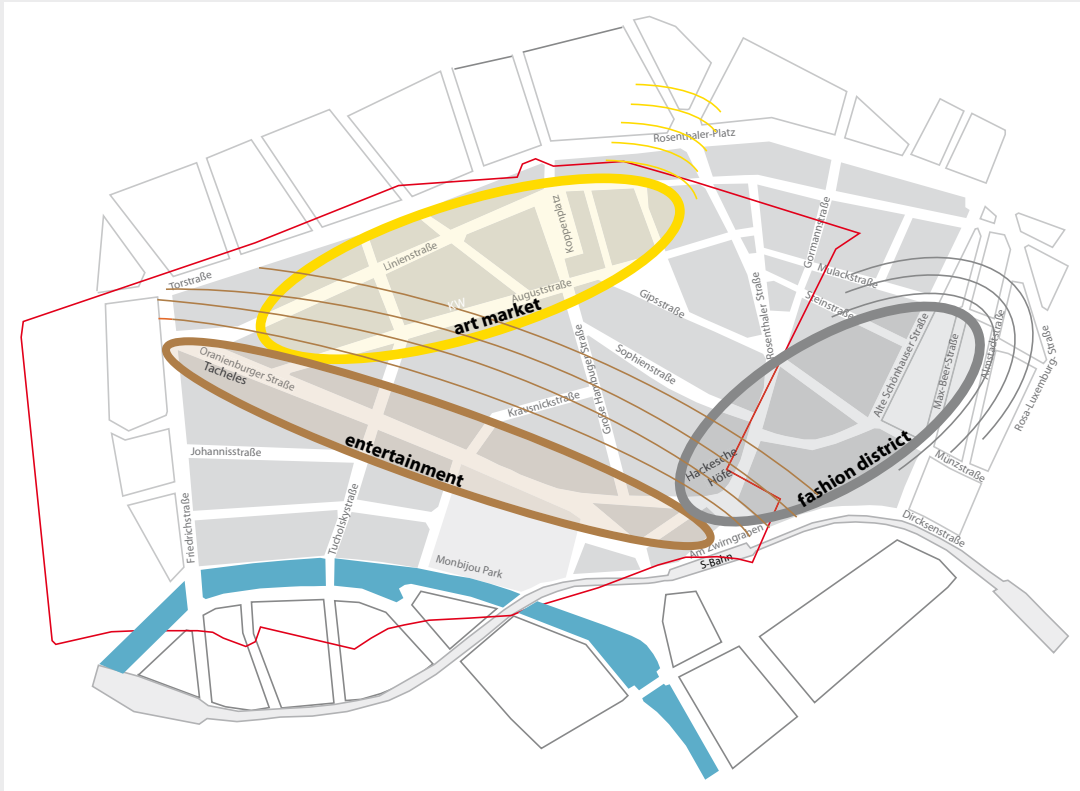 Rosenthaler-Platz
Koppenplatz
Gormannstraße
Linienstraße
Torstraße
Mulackstraße
KW
Auguststraße
art market
Gipsstraße
Rosenthaler Straße
Steinstraße
Alte Schönhauser Straße
Max-Beer-Straße
Almstadtstraße
Rosa-Luxemburg-Straße
Oranienburger Straße
Tacheles
Sophienstraße
Große Hamburger Straße
Krausnickstraße
entertainment
Johannisstraße
Hackesche
Höfe
fashion district
Münzstraße
Friedrichstraße
Tucholskystraße
Dircksenstraße
Am Zwirngraben
S-Bahn
Monbijou Park